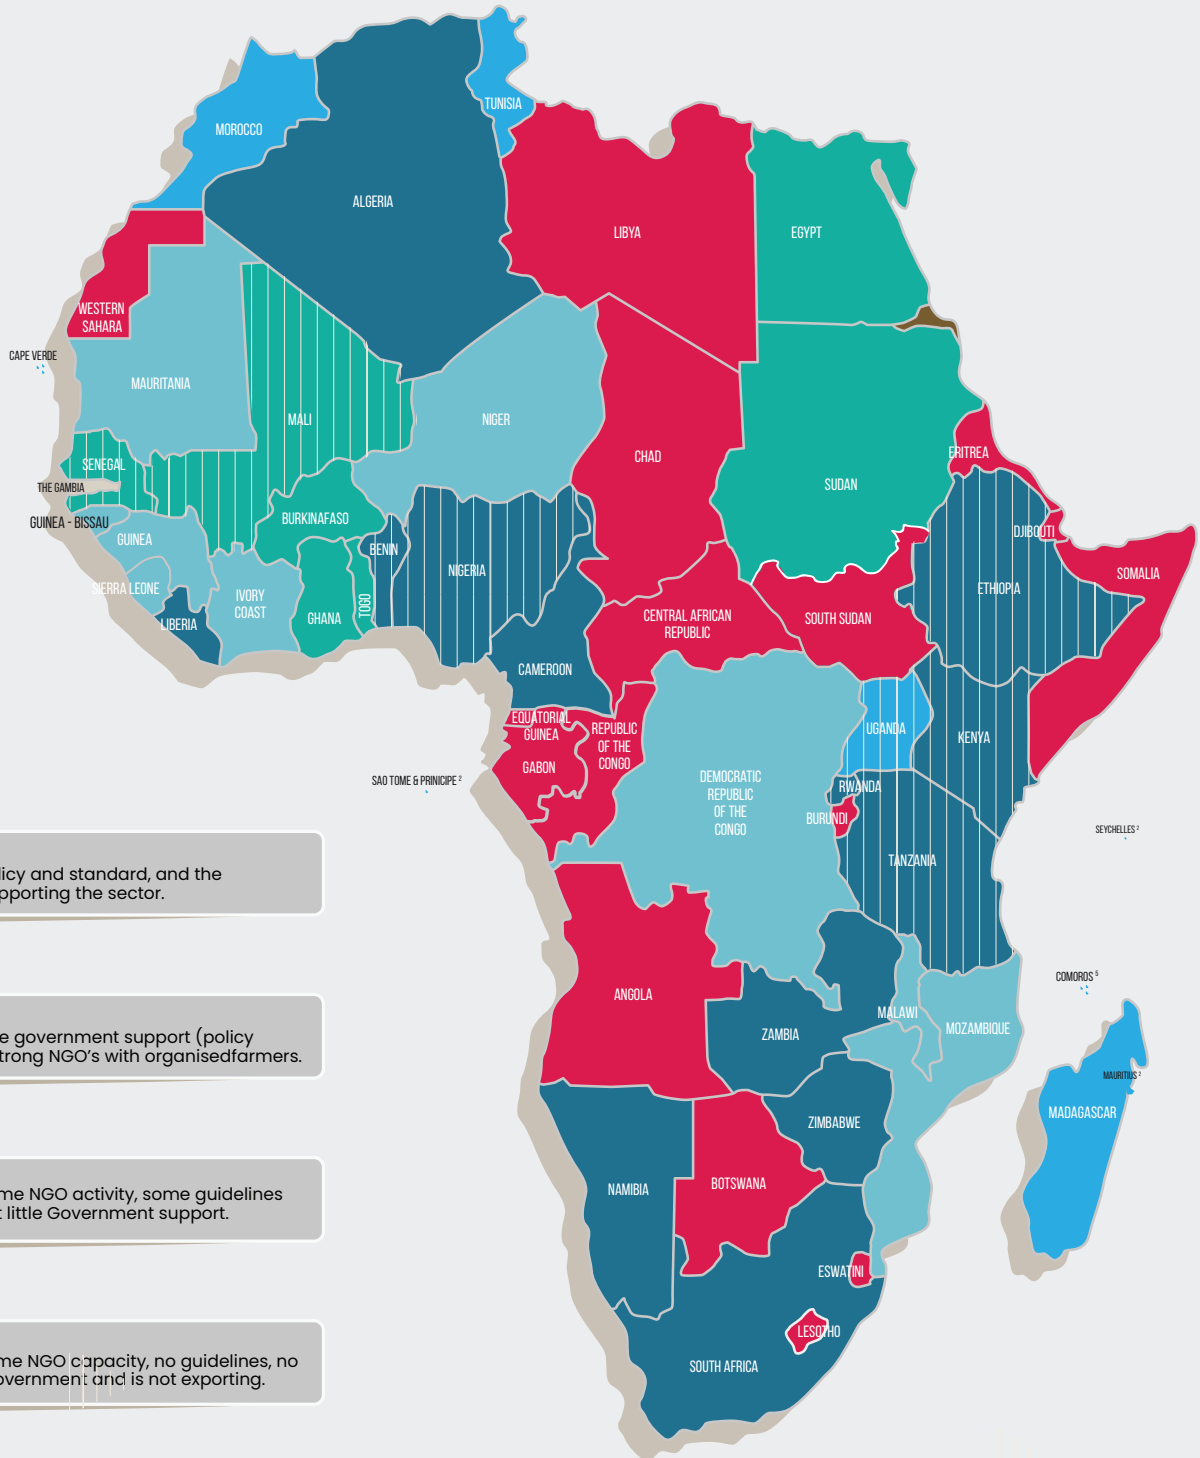 TUNISIA
MOROCCO
ALGERIA
LIBYA
EGYPT
WESTERN
SAHARA
CAPE VERDE
MAURITANIA
MALI
NIGER
CHAD
SUDAN
ERITREA
SENEGAL
THE GAMBIA
GUINEA - BISSAU
GUINEA
BURKINAFASO
BENIN
NIGERIA
DJIBOUTI
SOMALIA
ETHIOPIA
SIERRA LEONE
IVORY
COAST
LIBERIA
GHANA
TOGO
CENTRAL AFRICAN
REPUBLIC
SOUTH SUDAN
CAMEROON
EQUATORIAL
GUINEA
GABON
REPUBLIC
OF THE
CONGO
UGANDA
KENYA
SAO TOME & PRINICIPE 2
DEMOCRATIC
REPUBLIC
OF THE
CONGO
RWANDA
BURUNDI
TANZANIA
SEYCHELLES 2
licy and standard, and the
pporting the sector.
COMOROS 5
ANGOLA
ZAMBIA
MALAWI
MOZAMBIQUE
e government support (policy
trong NGO's with organisedfarmers.
MAURITIUS 2
MADAGASCAR
ZIMBABWE
NAMIBIA
BOTSWANA
me NGO activity, some guidelines
t little Government support.
ESWATINI
LESOTHO
SOUTH AFRICA
me NGO capacity, no guidelines, no
overnment and is not exporting.